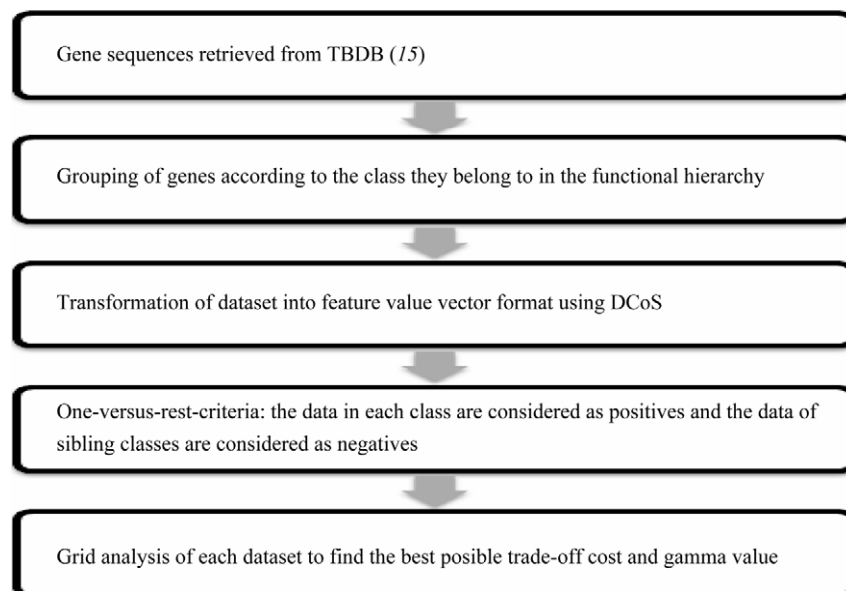 Gene sequences retrieved from TBDB (15)
Grouping of genes according to the class they belong to in the functional hierarchy
Transformation of dataset into feature value vector format using DCoS
One-versus-rest-criteria: the data in each class are considered as positives and the data of
sibling classes are considered as negatives
Grid analysis of each dataset to find the best posible trade-off cost and gamma value